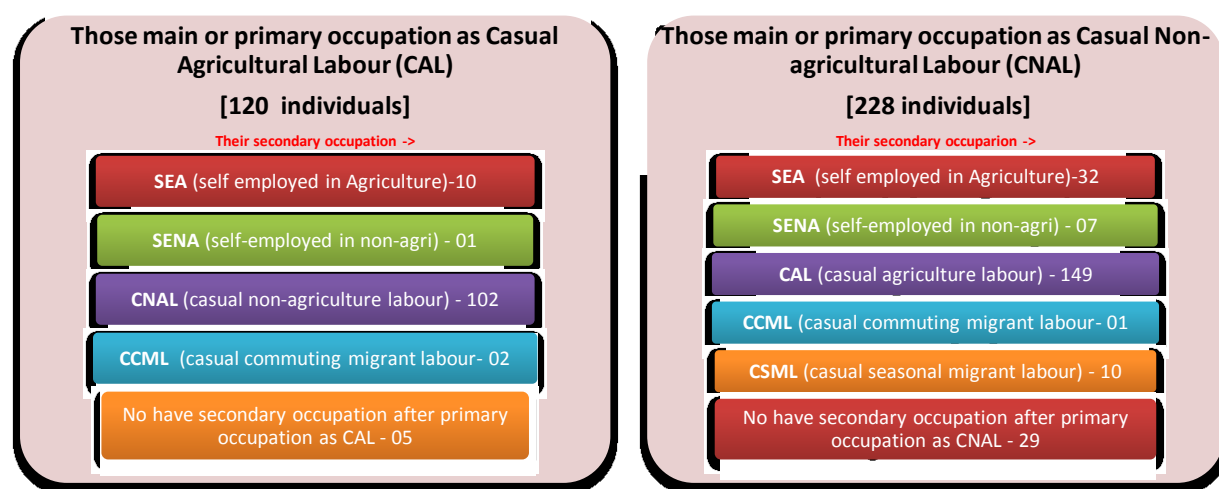 Those main or primary occupation as Casual
Agricultural Labour (CAL)
[120 individuals]
Their secondary occupation ->
SEA (self employed in Agriculture)-10
SENA (self-employed in non-agri) - 01
CNAL (casual non-agriculture labour) - 102
CCML (casual commuting migrant labour- 02
No have secondary occupation after primary
occupation as CAL - 05
Those main or primary occupation as Casual Non-
agricultural Labour (CNAL)
[228 individuals]
Their secondary occuparion ->
SEA (self employed in Agriculture)-32
SENA (self-employed in non-agri) - 07
CAL (casual agriculture labour) - 149
CCML (casual commuting migrant labour- 01
CSML (casual seasonal migrant labour) - 10
No have secondary occupation after primary
occupation as CNAL - 29